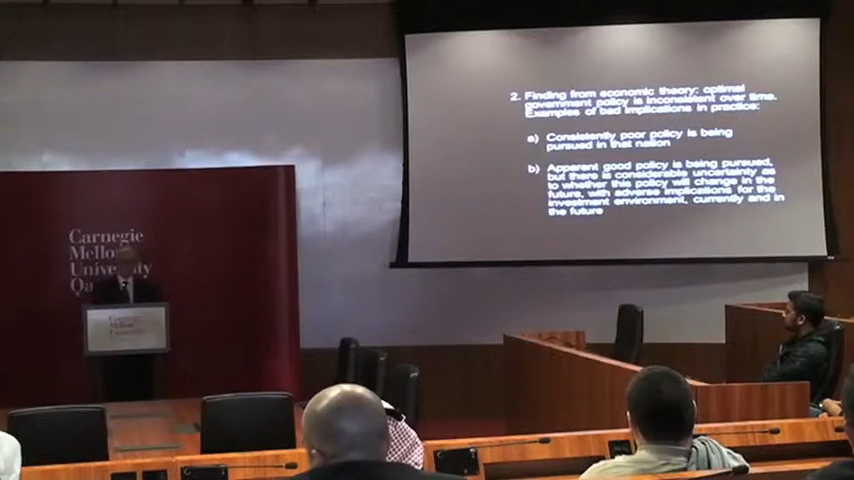 2. Finding from economic theory: optimal
government policy is inconsistent over time.
Examples of bad implications in practice:
a) Consistently poor policy is being
pursued in that nation
b) Apparent good policy is being pursued,
but there is considerable uncertainty as
to whether this policy will change in the
future, with adverse implications for the
investment environment, currently and in
the future
Carnegie
Mellon
University